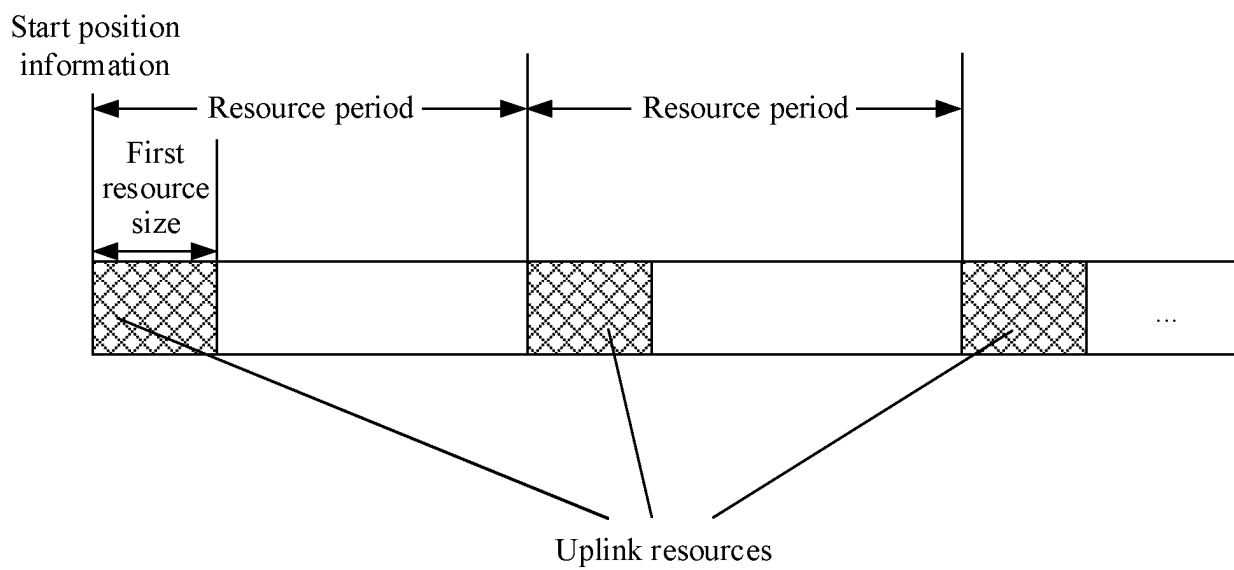 Start position
information
Resource period
Resource period
First
resource
size
...
Uplink resources